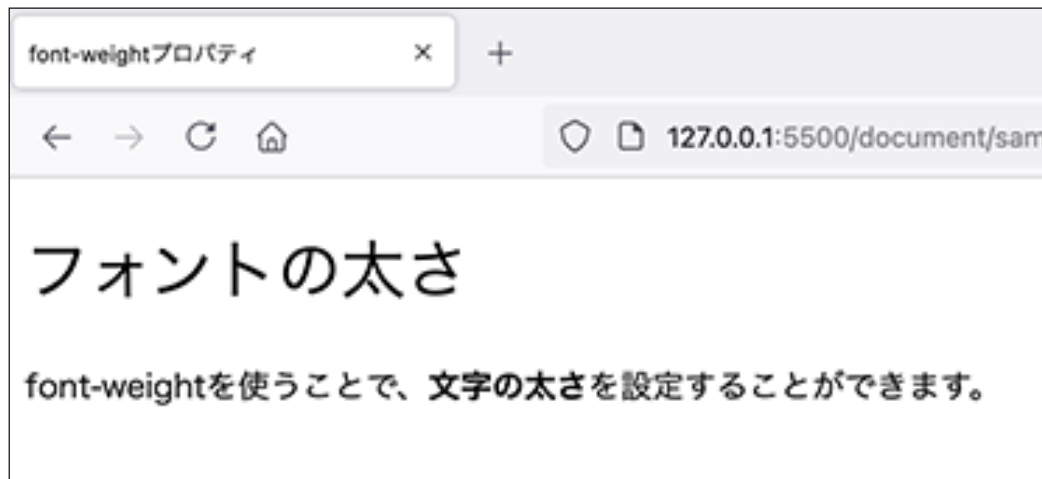 font-weightプロパティ
127.0.0.1:5500/document/sam
フォントの太さ
font-weightを使うことで、文字の太さを設定することができます。